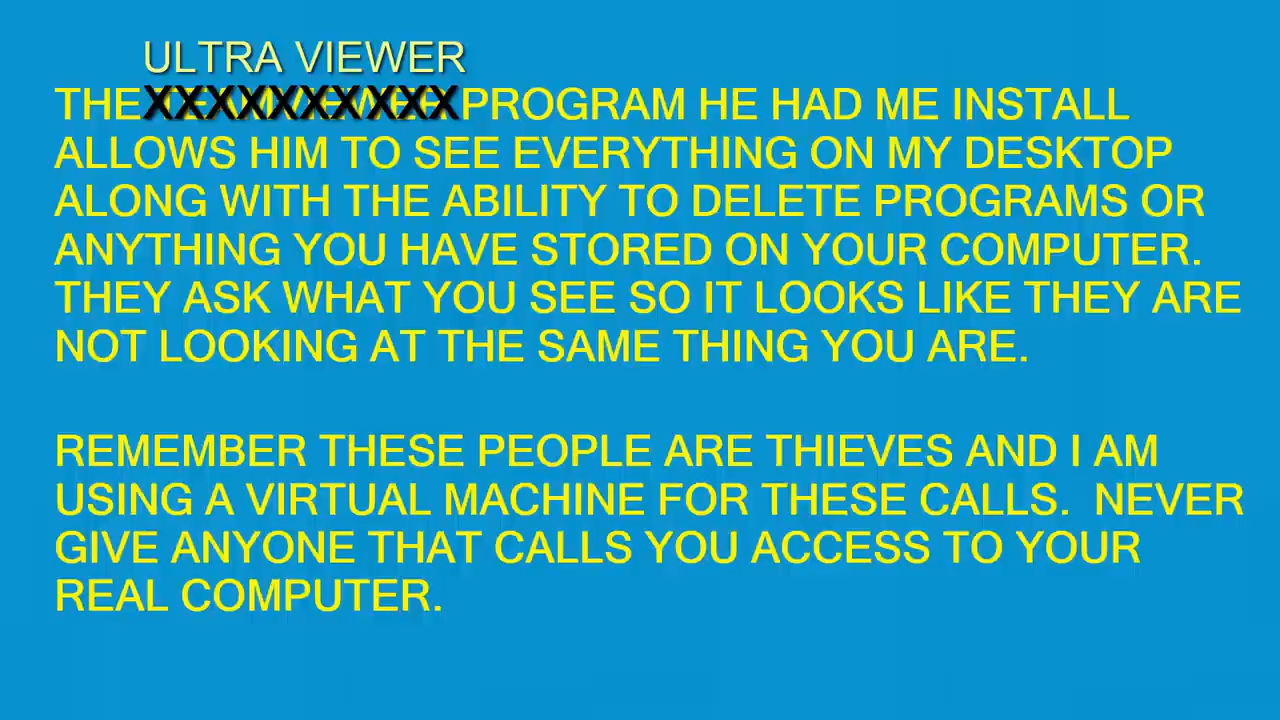 ULTRA VIEWER
THE XXXXXXXXXX PROGRAM HE HAD ME INSTALL
ALLOWS HIM TO SEE EVERYTHING ON MY DESKTOP
ALONG WITH THE ABILITY TO DELETE PROGRAMS OR
ANYTHING YOU HAVE STORED ON YOUR COMPUTER.
THEY ASK WHAT YOU SEE SO IT LOOKS LIKE THEY ARE
NOT LOOKING AT THE SAME THING YOU ARE.
REMEMBER THESE PEOPLE ARE THIEVES AND I AM
USING A VIRTUAL MACHINE FOR THESE CALLS.  NEVER
GIVE ANYONE THAT CALLS YOU ACCESS TO YOUR
REAL COMPUTER.